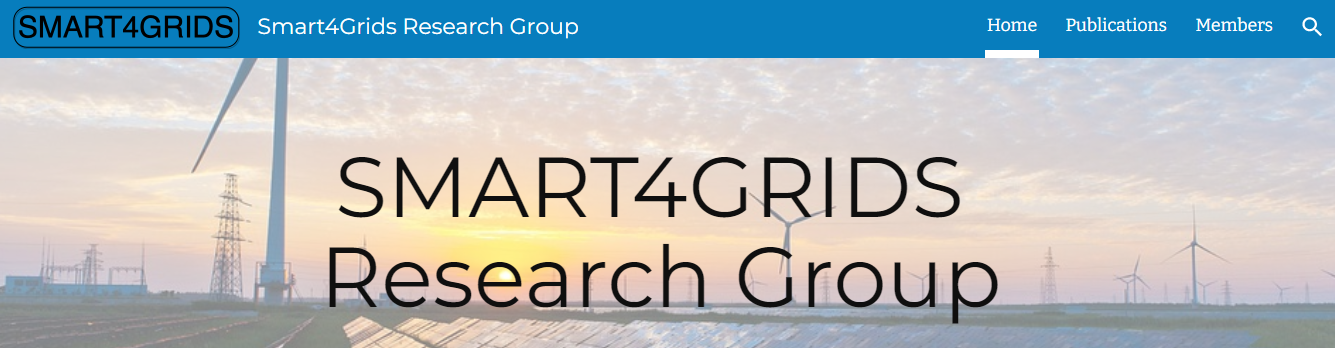 SMART4GRIDS
Smart4Grids Research Group
Home
Publications
Members
SMART4GRIDS
Research Group